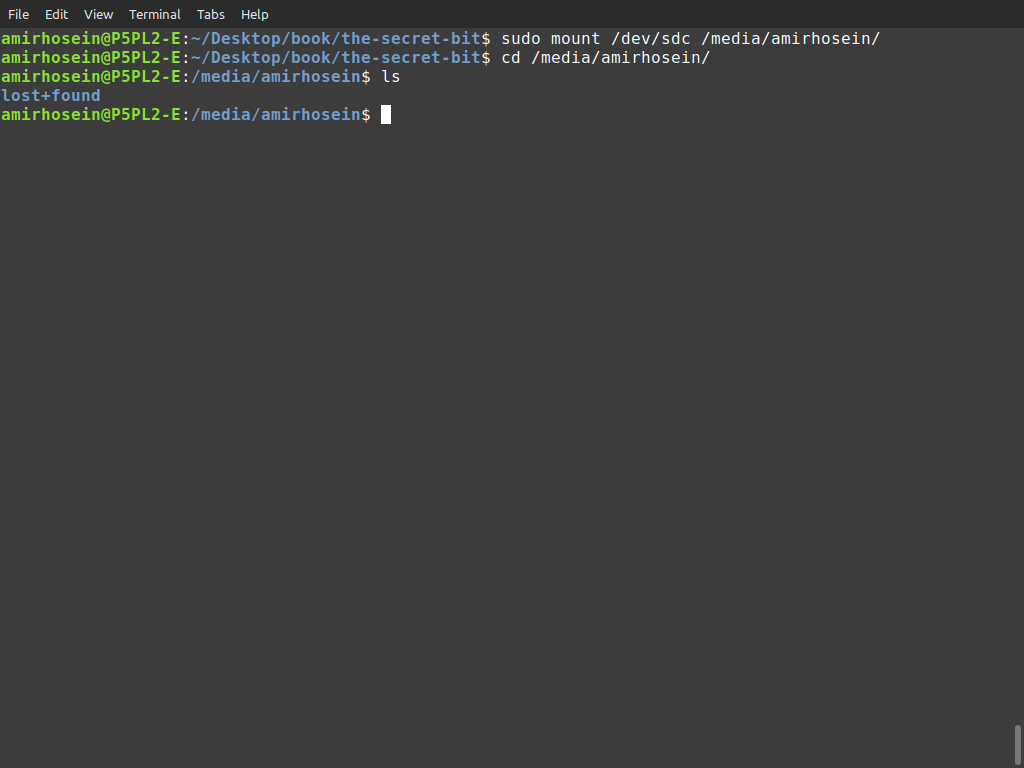 File Edit View Terminal Tabs Help
amirhosein@P5PL2-E:~/Desktop/book/the-secret-bit$ sudo mount /dev/sdc /media/amirhosein/
amirhosein@P5PL2-E:~/Desktop/book/the-secret-bit$ cd /media/amirhosein/
amirhosein@P5PL2-E:/media/amirhosein$ ls
lost+found
amirhosein@P5PL2-E:/media/amirhosein$